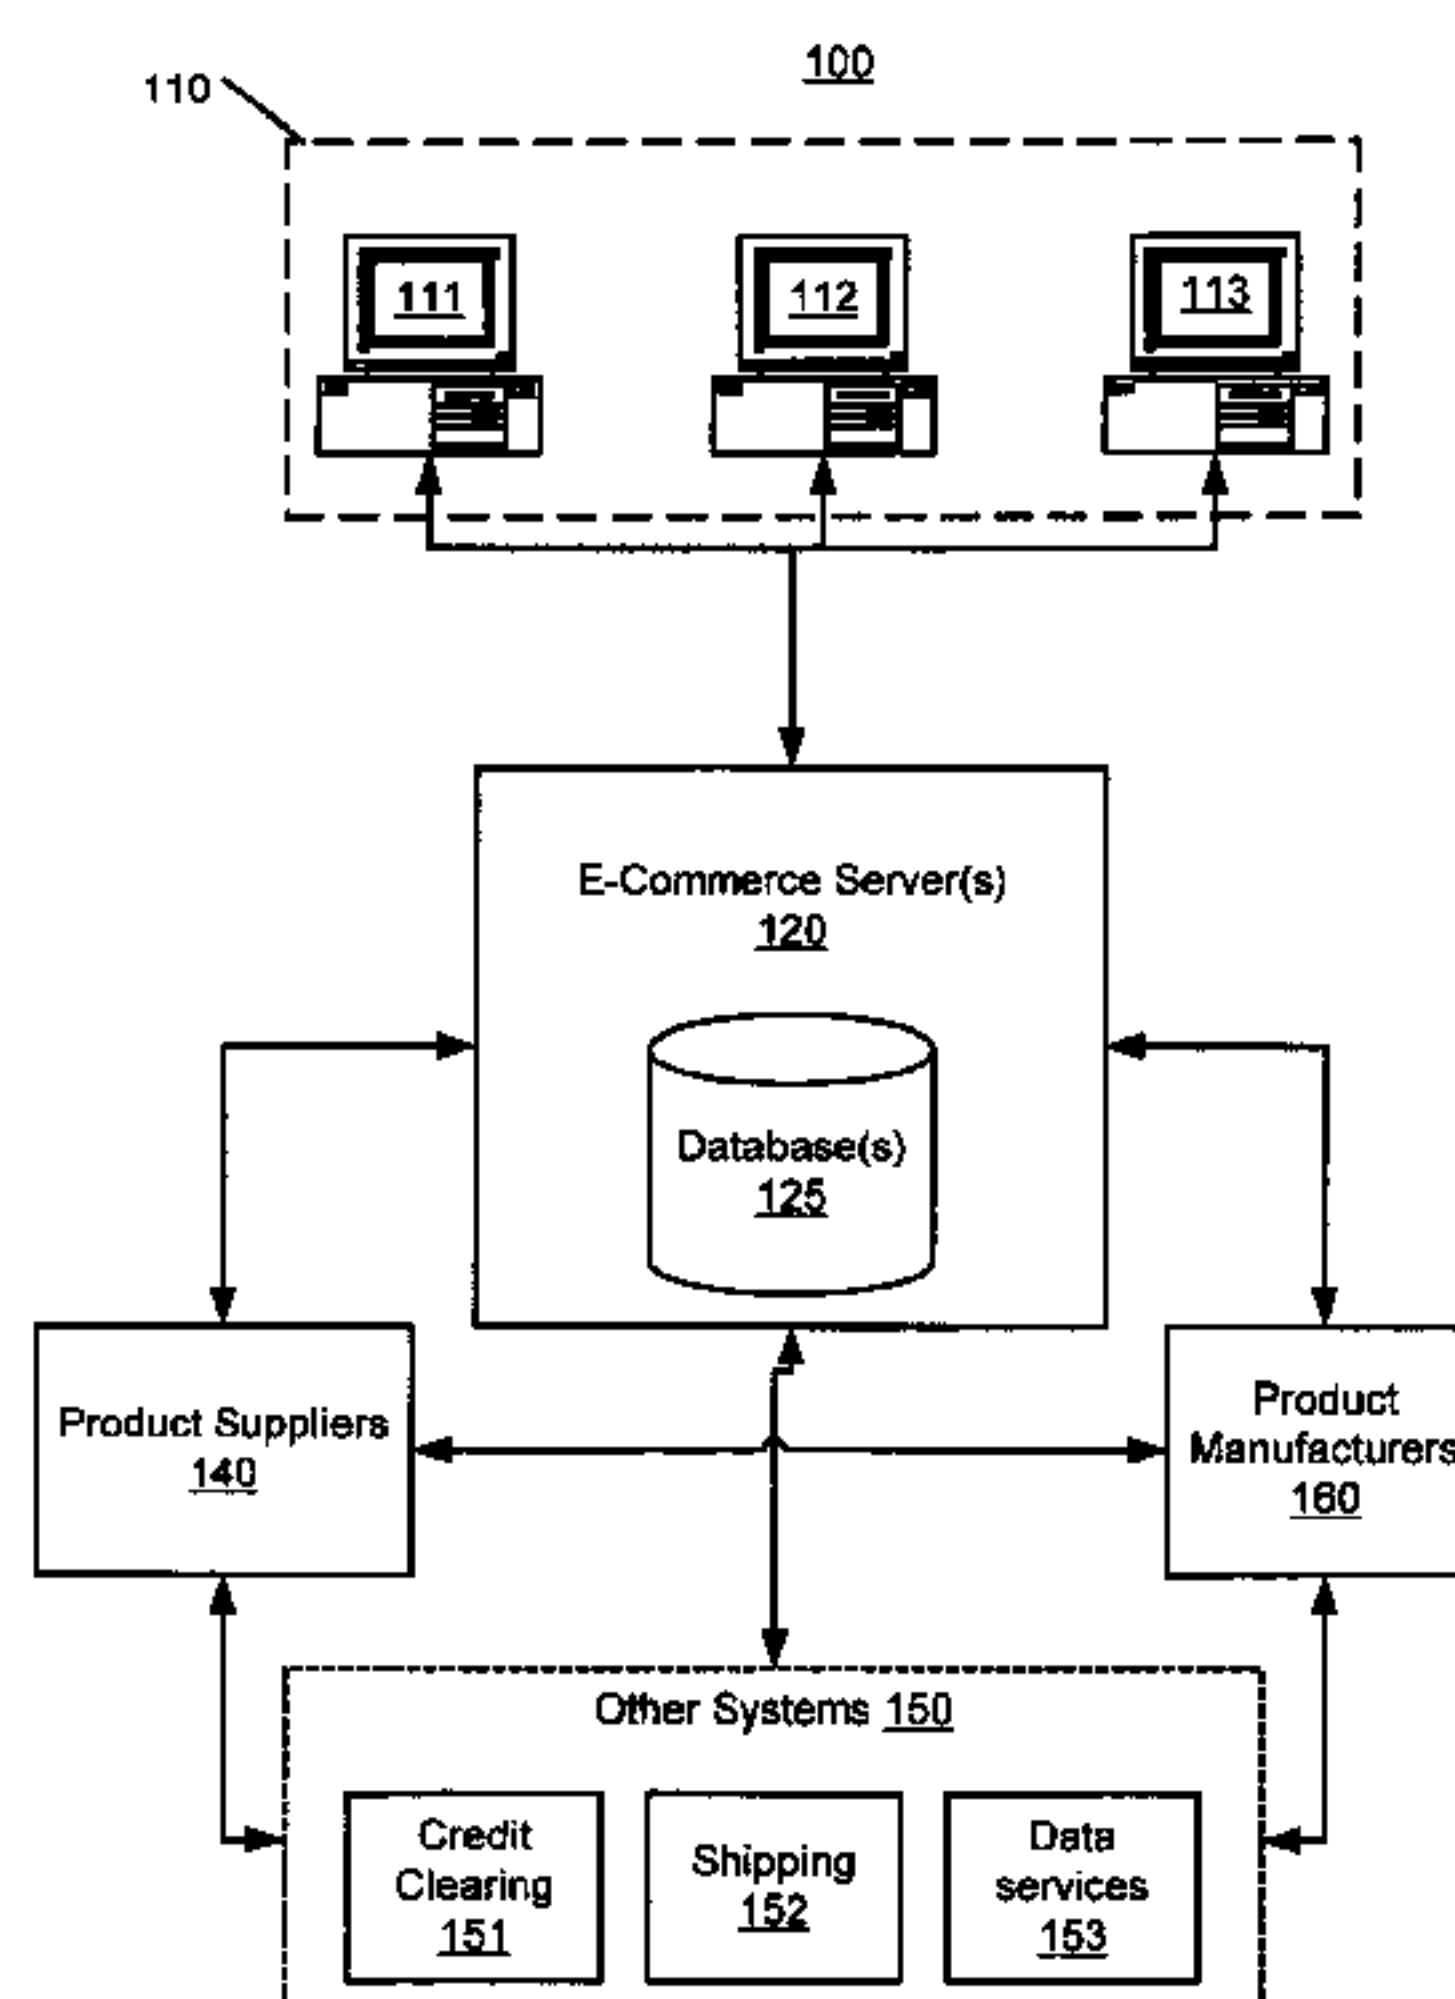 100
110
111
112
113
E-Commerce Server(s)
120
Database(s)
125
Product Suppliers
140
Product
Manufacturers
160
Other Systems 150
Credit
Clearing
151
Shipping
152
Data
services
153